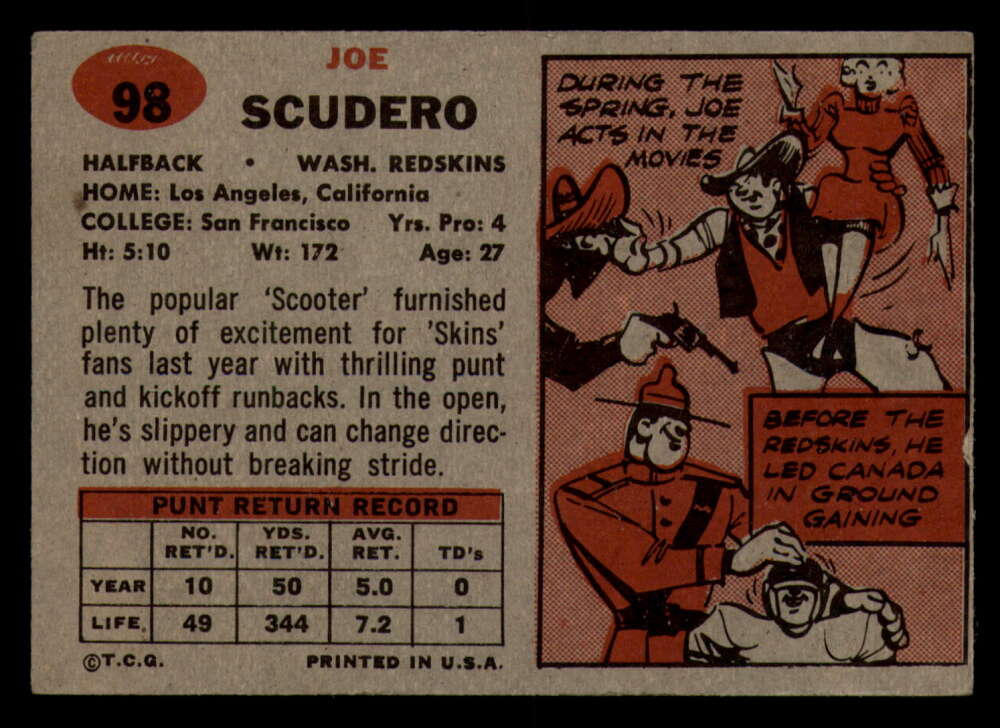 98
JOE
SCUDERO
HALFBACK • WASH. REDSKINS
HOME: Los Angeles, California
COLLEGE: San Francisco Yrs. Pro: 4
Ht: 5:10 Wt: 172 Age: 27
The popular 'Scooter' furnished
plenty of excitement for 'Skins'
fans last year with thrilling punt
and kickoff runbacks. In the open,
he's slippery and can change direc-
tion without breaking stride.
PUNT RETURN RECORD
NO. RET'D. YDS. RET'D. AVG. RET. TD's
YEAR 10 50 5.0 0
LIFE. 49 344 7.2 1
©T.C.G. PRINTED IN U.S.A.
DURING THE
SPRING, JOE
ACTS IN THE
MOVIES
BEFORE THE
REDSKINS, HE
LED CANADA
IN GROUND
GAINING